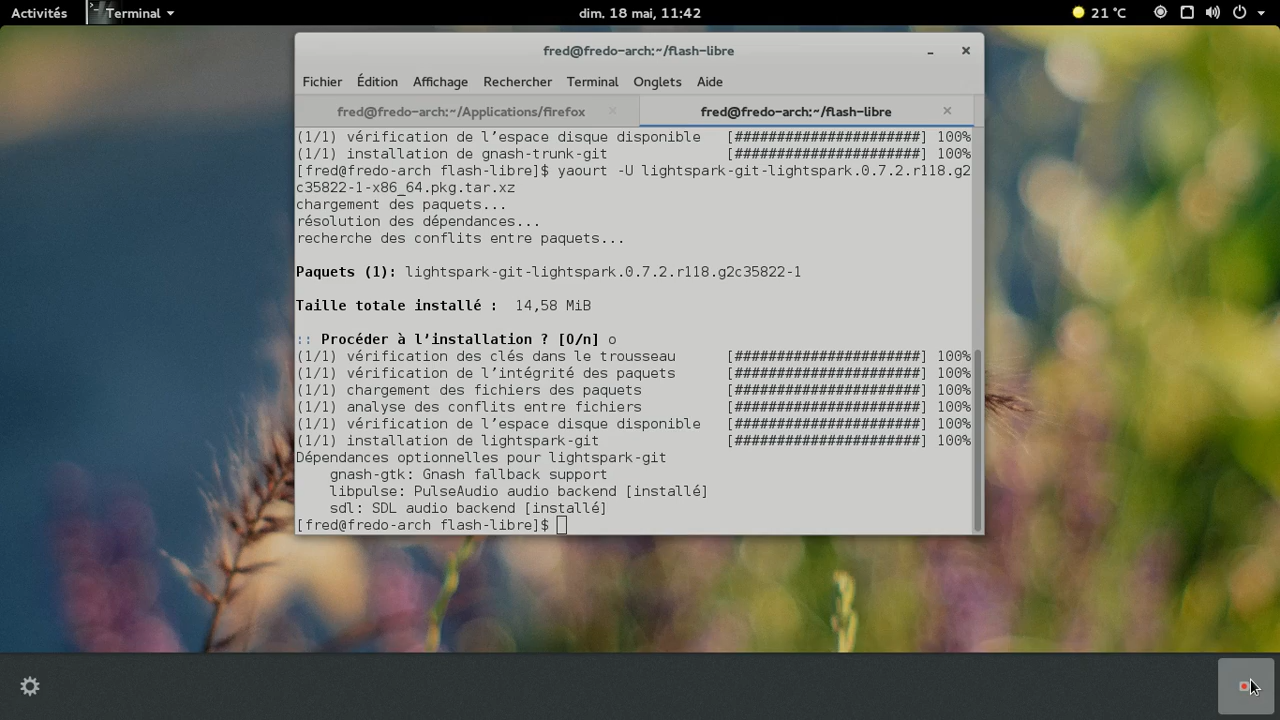 Activités Terminal dim. 18 mai, 11:42 21 °C
fred@fredo-arch:~/flash-libre
Fichier Édition Affichage Rechercher Terminal Onglets Aide
fred@fredo-arch:~/Applications/firefox fred@fredo-arch:~/flash-libre
(1/1) vérification de l'espace disque disponible [######################] 100%
(1/1) installation de gnash-trunk-git [######################] 100%
[fred@fredo-arch flash-libre]$ yaourt -U lightspark-git-lightspark.0.7.2.r118.g2
c35822-1-x86_64.pkg.tar.xz
chargement des paquets...
résolution des dépendances...
recherche des conflits entre paquets...
Paquets (1): lightspark-git-lightspark.0.7.2.r118.g2c35822-1
Taille totale installé : 14,58 MiB
:: Procéder à l'installation ? [O/n] o
(1/1) vérification des clés dans le trousseau [######################] 100%
(1/1) vérification de l'intégrité des paquets [######################] 100%
(1/1) chargement des fichiers des paquets [######################] 100%
(1/1) analyse des conflits entre fichiers [######################] 100%
(1/1) vérification de l'espace disque disponible [######################] 100%
(1/1) installation de lightspark-git [######################] 100%
Dépendances optionnelles pour lightspark-git
gnash-gtk: Gnash fallback support
libpulse: PulseAudio audio backend [installé]
sdl: SDL audio backend [installé]
[fred@fredo-arch flash-libre]$